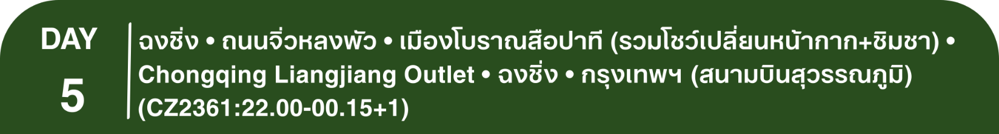 DAY
5
ฉงชิ่ง • ถนนจิ่วหลงพัว • เมืองโบราณสือปาที (รวมโชว์เปลี่ยนหน้ากาก+ชิมชา) •
Chongqing Liangjiang Outlet • ฉงชิ่ง • กรุงเทพฯ (สนามบินสุวรรณภูมิ)
(CZ2361:22.00-00.15+1)